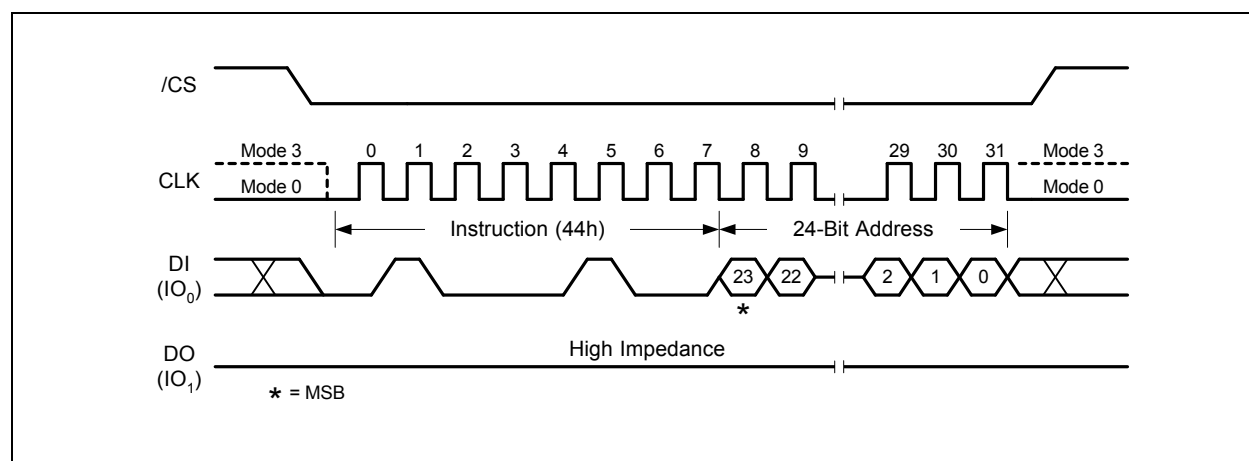 /CS
Mode 3 0 1 2 3 4 5 6 7 8 9 29 30 31 Mode 3
CLK
Mode 0 Mode 0
Instruction (44h) 24-Bit Address
DI
(IO0)
23 22 2 1 0
*
High Impedance
DO
(IO1)
* = MSB